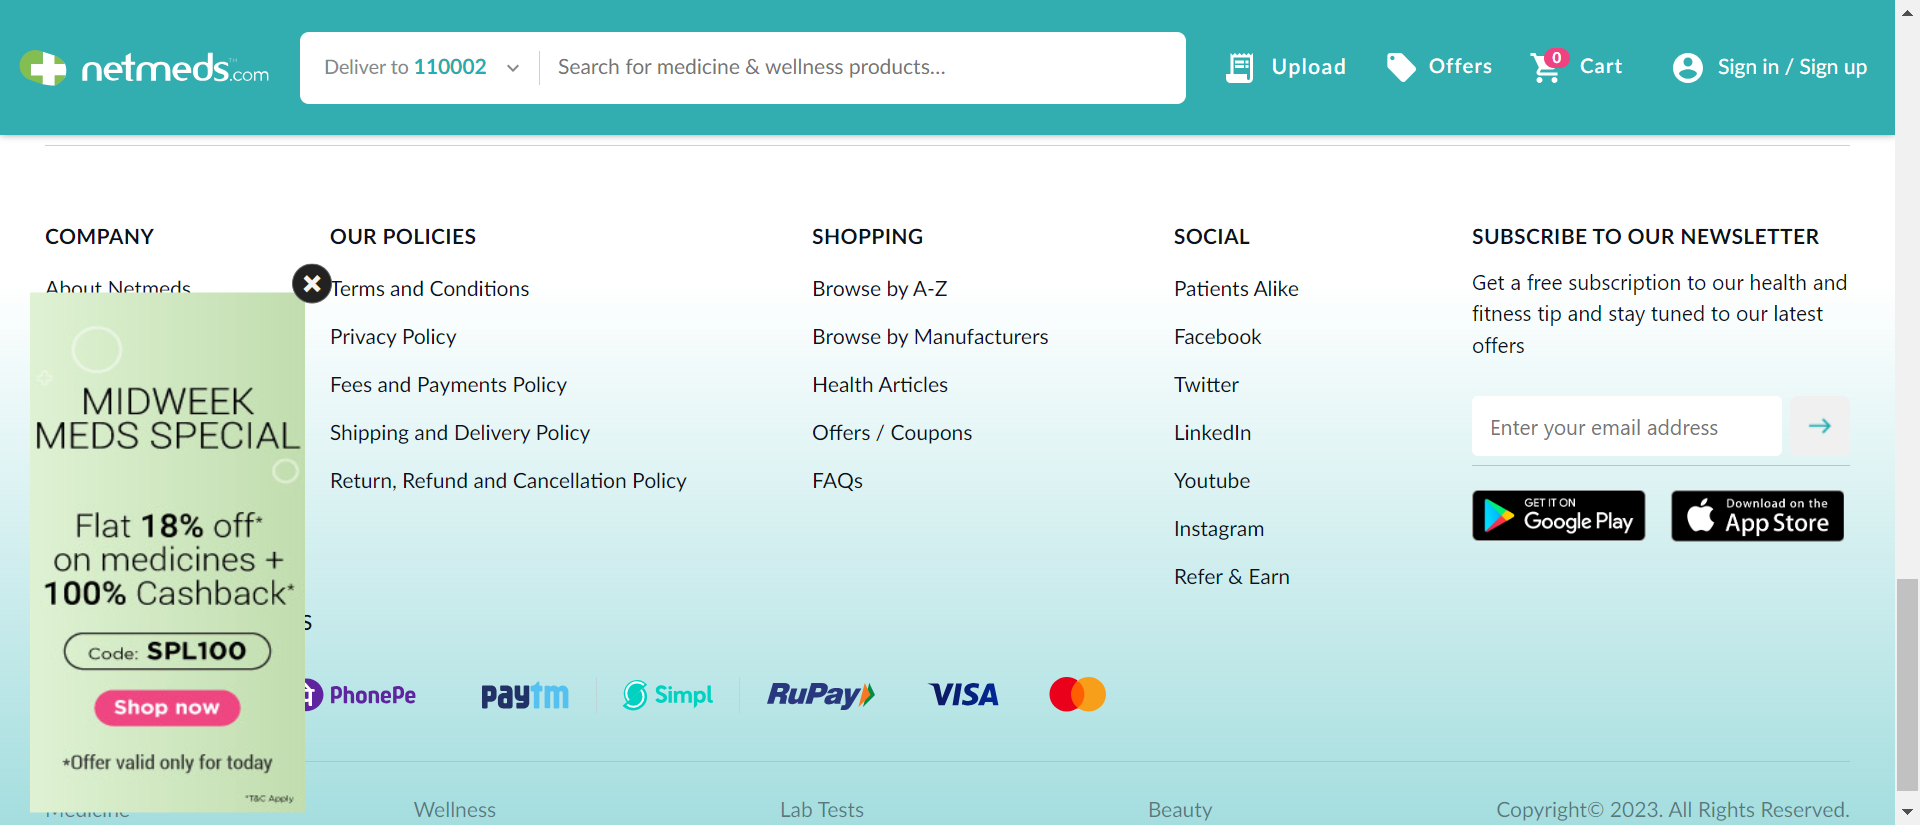 netmeds.com
Deliver to 110002
Search for medicine & wellness products...
Upload
Offers
0
Cart
Sign in / Sign up
COMPANY
About Netmeds
OUR POLICIES
Terms and Conditions
Privacy Policy
Fees and Payments Policy
Shipping and Delivery Policy
Return, Refund and Cancellation Policy
SHOPPING
Browse by A-Z
Browse by Manufacturers
Health Articles
Offers / Coupons
FAQs
SOCIAL
Patients Alike
Facebook
Twitter
LinkedIn
Youtube
Instagram
Refer & Earn
SUBSCRIBE TO OUR NEWSLETTER
Get a free subscription to our health and
fitness tip and stay tuned to our latest
offers
Enter your email address
GET IT ON
Google Play
Download on the
App Store
MIDWEEK
MEDS SPECIAL
Flat 18% off*
on medicines +
100% Cashback*
Code: SPL100
Shop now
*Offer valid only for today
*T&C Apply
S
पे PhonePe
paytm
Simpl
RuPay
VISA
Medicine
Wellness
Lab Tests
Beauty
Copyright© 2023. All Rights Reserved.